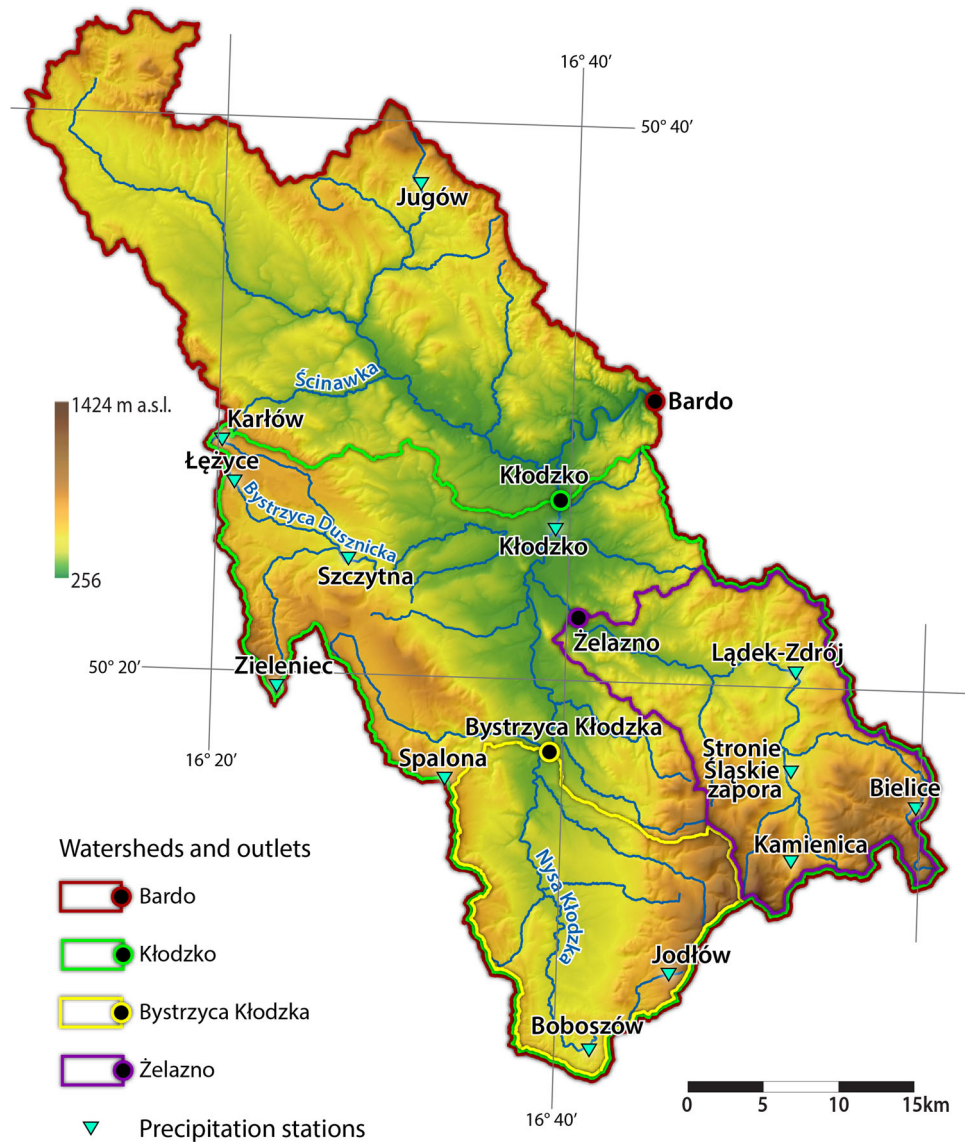 16° 40′
50° 40′
Jugów
Ścinawka
1424 m a.s.l.
256
Bardo
Karłów
Łężyce
Kłodzko
Bystrzyca Dusznicka
Kłodzko
Szczytna
Żelazno
Lądek-Zdrój
50° 20′
Zieleniec
Bystrzyca Kłodzka
16° 20′
Spalona
Stronie
Śląskie
zapora
Bielice
Kamienica
Nysa Kłodzka
Jodłów
Boboszów
16° 40′
Watersheds and outlets
Bardo
Kłodzko
Bystrzyca Kłodzka
Żelazno
Precipitation stations
0 5 10 15km